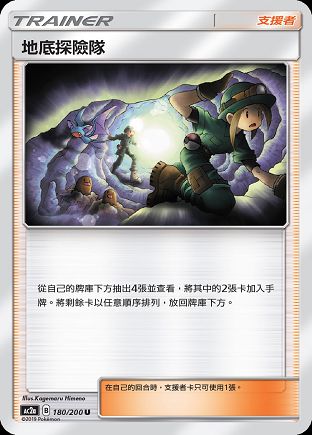 TRAINER 支援者
地底探險隊
從自己的牌庫下方抽出4張並查看,將其中的2張卡加入手
牌。將剩餘卡以任意順序排列,放回牌庫下方。
Illus.Kagemaru Himeno
AC2a B 180/200 U
©2019 Pokémon
在自己的回合時,支援者卡只可使用1張。